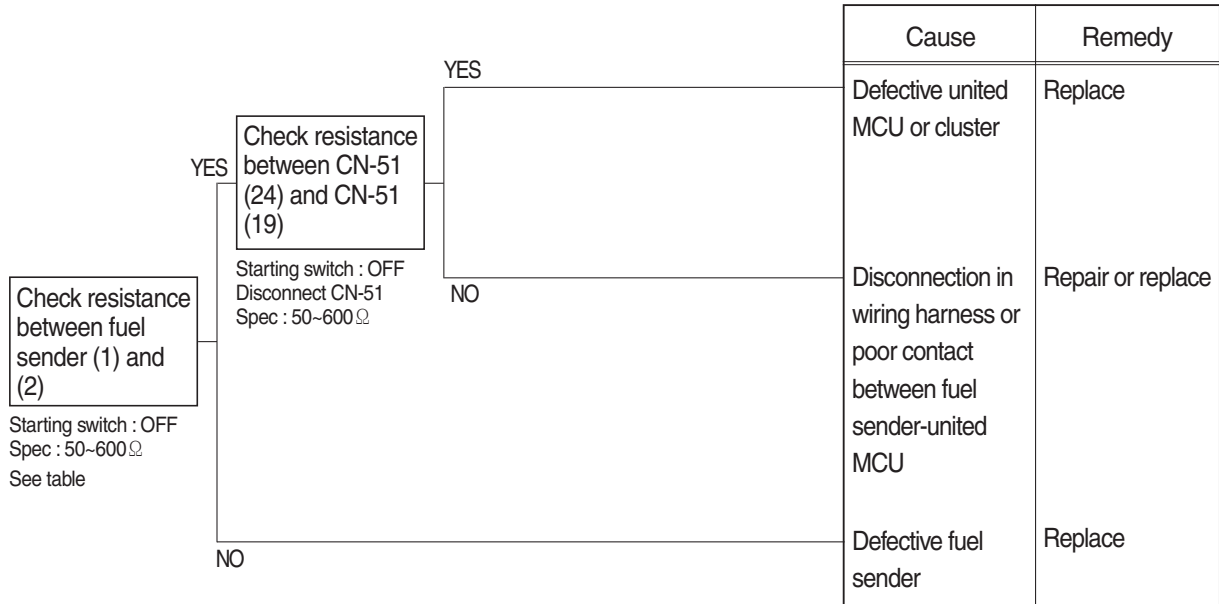 Cause
Remedy
YES
Defective united
MCU or cluster
Replace
YES
Check resistance
between CN-51
(24) and CN-51
(19)
Starting switch : OFF
Disconnect CN-51
Spec : 50~600Ω
NO
Disconnection in
wiring harness or
poor contact
between fuel
sender-united
MCU
Repair or replace
Check resistance
between fuel
sender (1) and
(2)
Starting switch : OFF
Spec : 50~600Ω
See table
NO
Defective fuel
sender
Replace